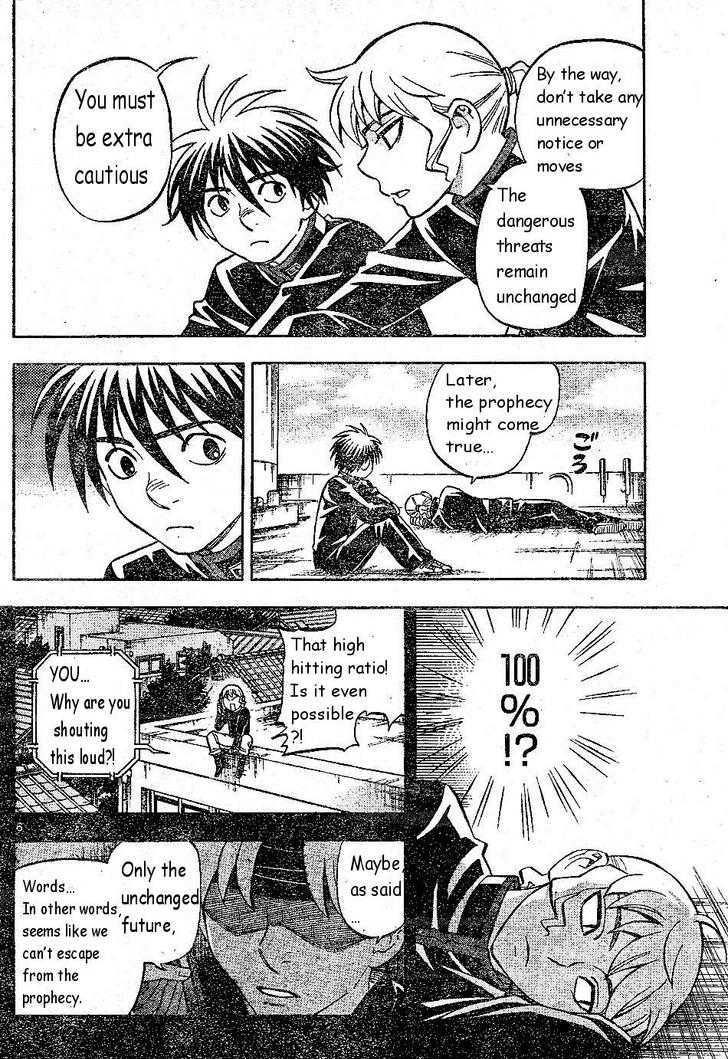 By the way,
don't take any
unnecessary
notice or
moves
The
dangerous
threats
remain
unchanged
You must
be extra
cautious
Later,
the prophecy
might come
true...
ごろ
100
%
!?
That high
hitting ratio!
Is it even
possible
?!
YOU...
Why are you
shouting
this loud?!
Maybe
as said
...
Only the
unchanged
future,
Words...
In other words,
seems like we
can't escape
from the
prophecy.